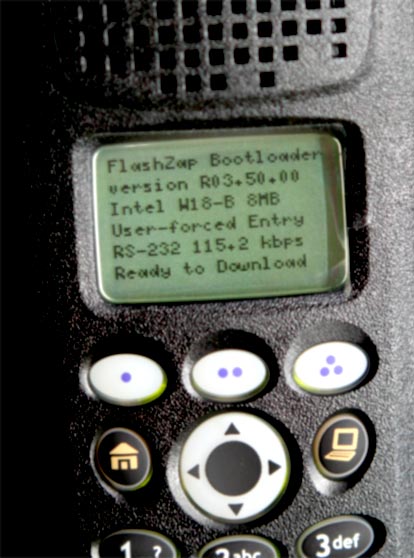 FlashZap Bootloader
version R03.50.00
Intel W18-B 8MB
User-forced Entry
RS-232 115.2 kbps
Ready to Download
1 .?
2abc
3def